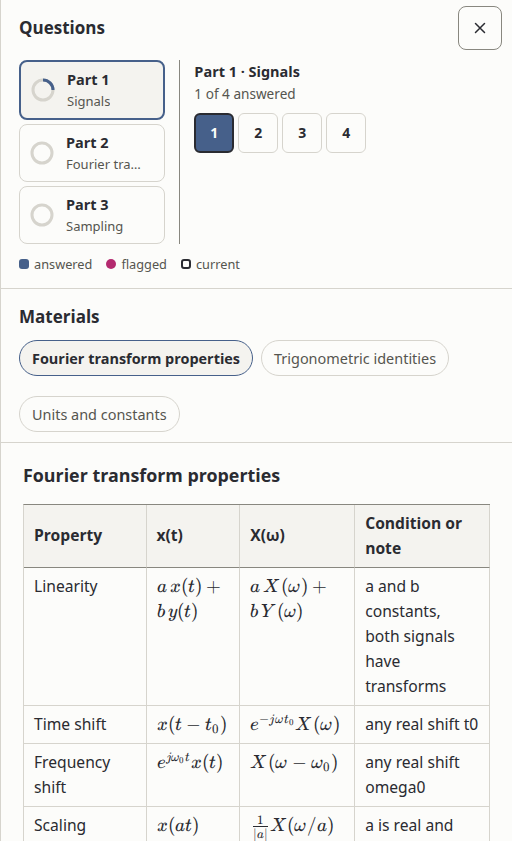 Questions
Part 1
Signals
Part 2
Fourier tra...
Part 3
Sampling
Part 1 · Signals
1 of 4 answered
1 2 3 4
answered flagged current
Materials
Fourier transform properties Trigonometric identities
Units and constants
Fourier transform properties
Property x(t) X(ω) Condition or note
Linearity a x(t) + b y(t) a X(ω) + b Y(ω) a and b constants, both signals have transforms
Time shift x(t − t₀) e^{−jωt₀} X(ω) any real shift t0
Frequency shift e^{jω₀t} x(t) X(ω − ω₀) any real shift omega0
Scaling x(at) 1/|a| X(ω/a) a is real and